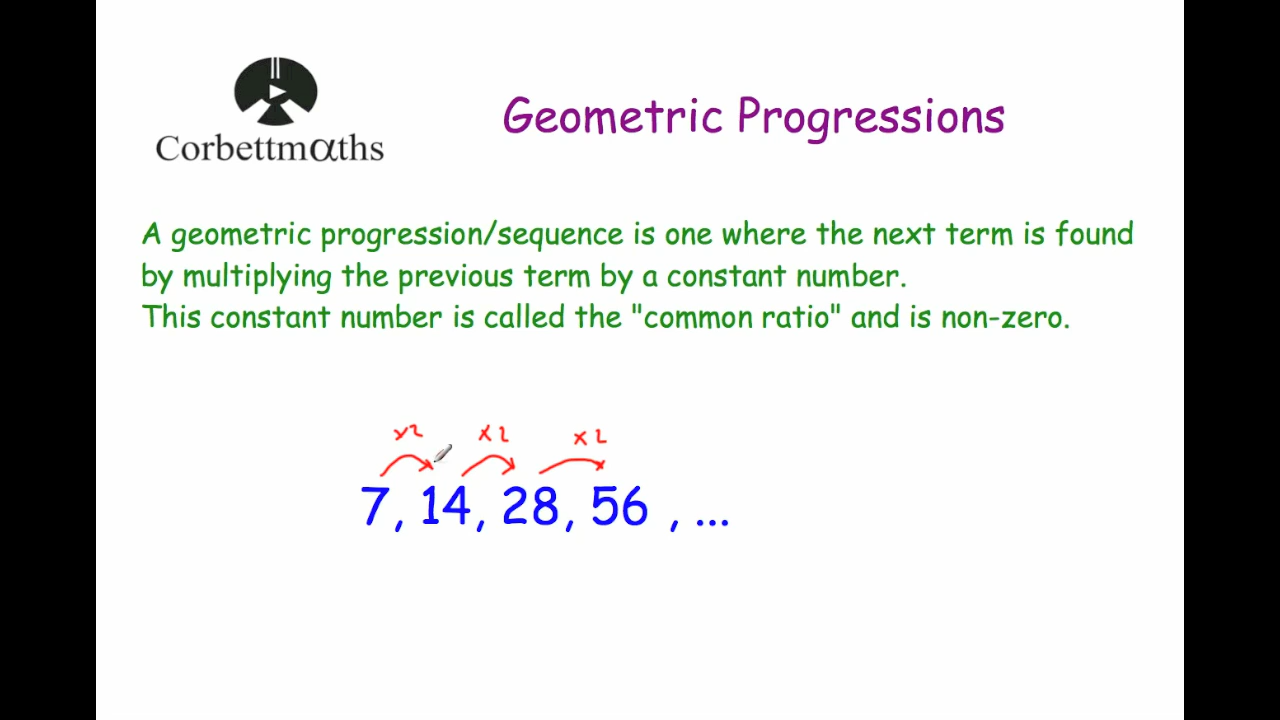 Corbettmαths
Geometric Progressions
A geometric progression/sequence is one where the next term is found
by multiplying the previous term by a constant number.
This constant number is called the "common ratio" and is non-zero.
x2 x2 x2
7, 14, 28, 56 , ...